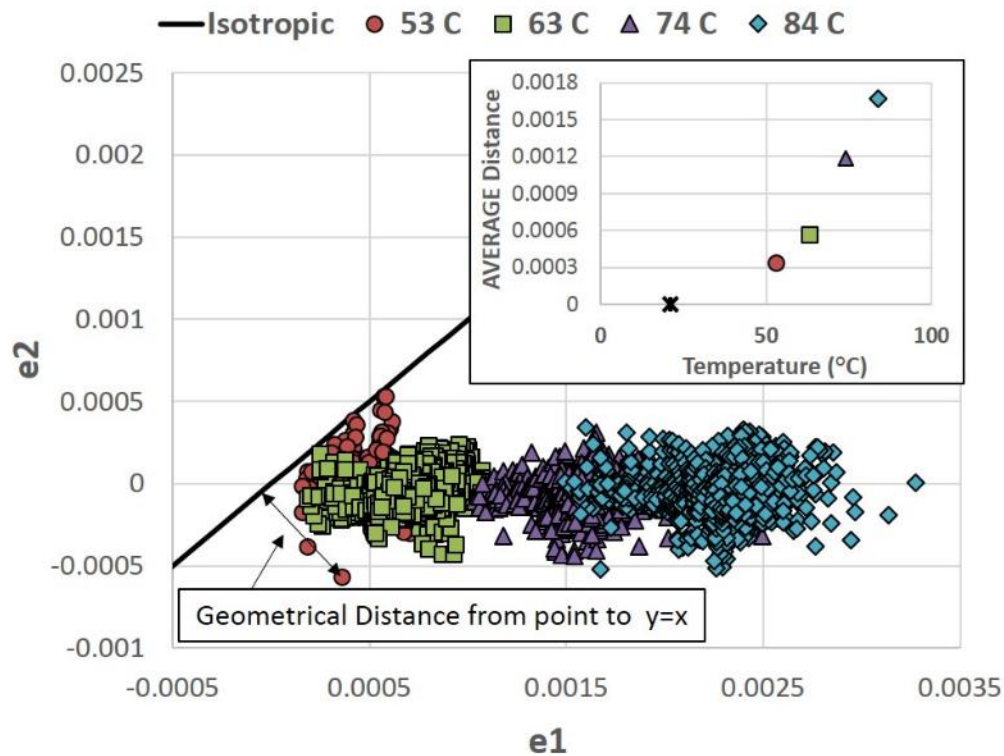 Isotropic 53 C 63 C 74 C 84 C
0.0025
0.002
0.0015
0.001
0.0005
0
-0.0005
-0.001
e2
-0.0005 0.0005 0.0015 0.0025 0.0035
e1
0.0018
0.0015
0.0012
0.0009
0.0006
0.0003
0
AVERAGE Distance
0 50 100
Temperature (°C)
Geometrical Distance from point to y=x